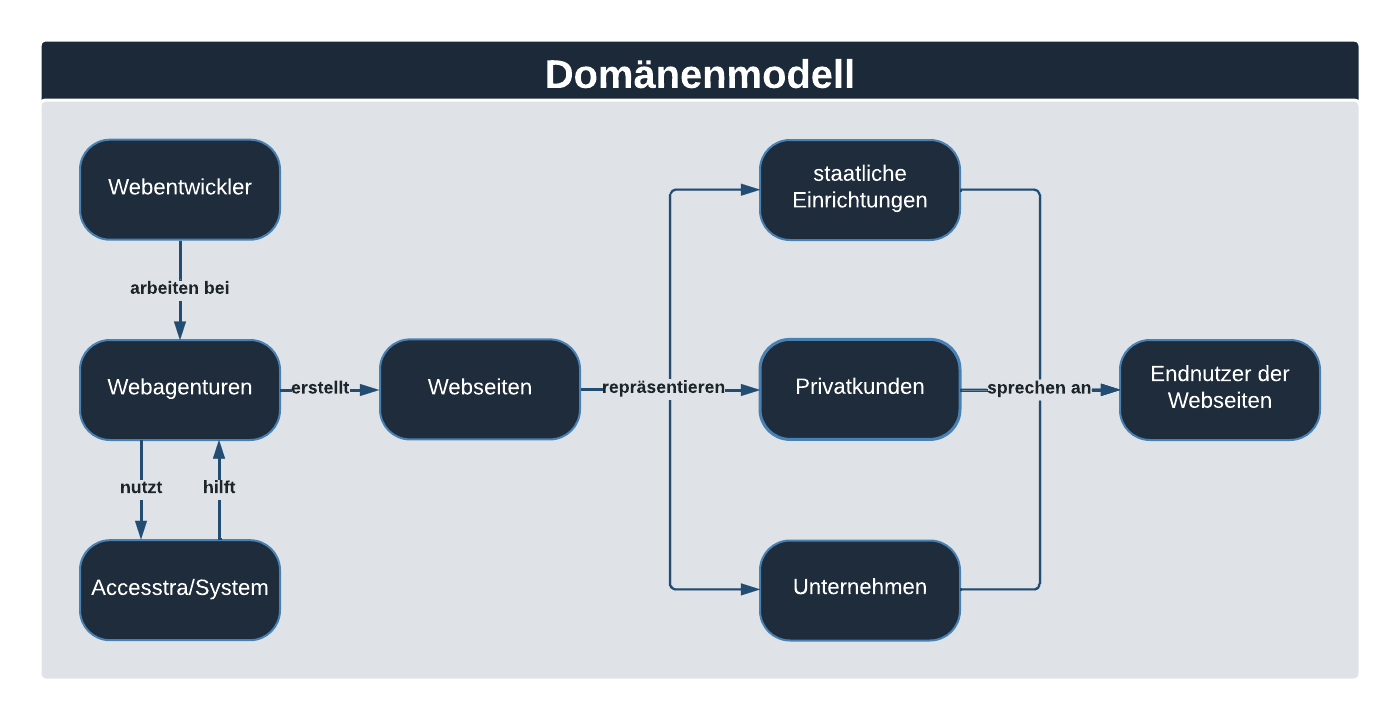 Domänenmodell
Webentwickler
arbeiten bei
Webagenturen
erstellt
Webseiten
repräsentieren
staatliche
Einrichtungen
Privatkunden
Unternehmen
sprechen an
Endnutzer der
Webseiten
nutzt
hilft
Accesstra/System